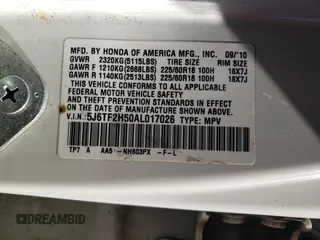 MFD. BY HONDA OF AMERICA MFG., INC. 09/10
GVWR 2320KG(5115LBS) TIRE SIZE RIM SIZE
GAWR F 1210KG(2668LBS) 225/60R18 100H 18X7J
GAWR R 1140KG(2513LBS) 225/60R18 100H 18X7J
THIS VEHICLE CONFORMS TO ALL APPLICABLE
FEDERAL MOTOR VEHICLE SAFETY AND
THEFT PREVENTION STANDARDS IN EFFECT ON THE
DATE OF MANUFACTURE SHOWN ABOVE.
V.I.N.: 5J6TF2H50AL017026 TYPE: MPV
TP7 A AA6- -NH603PX -F-L
DREAMBID